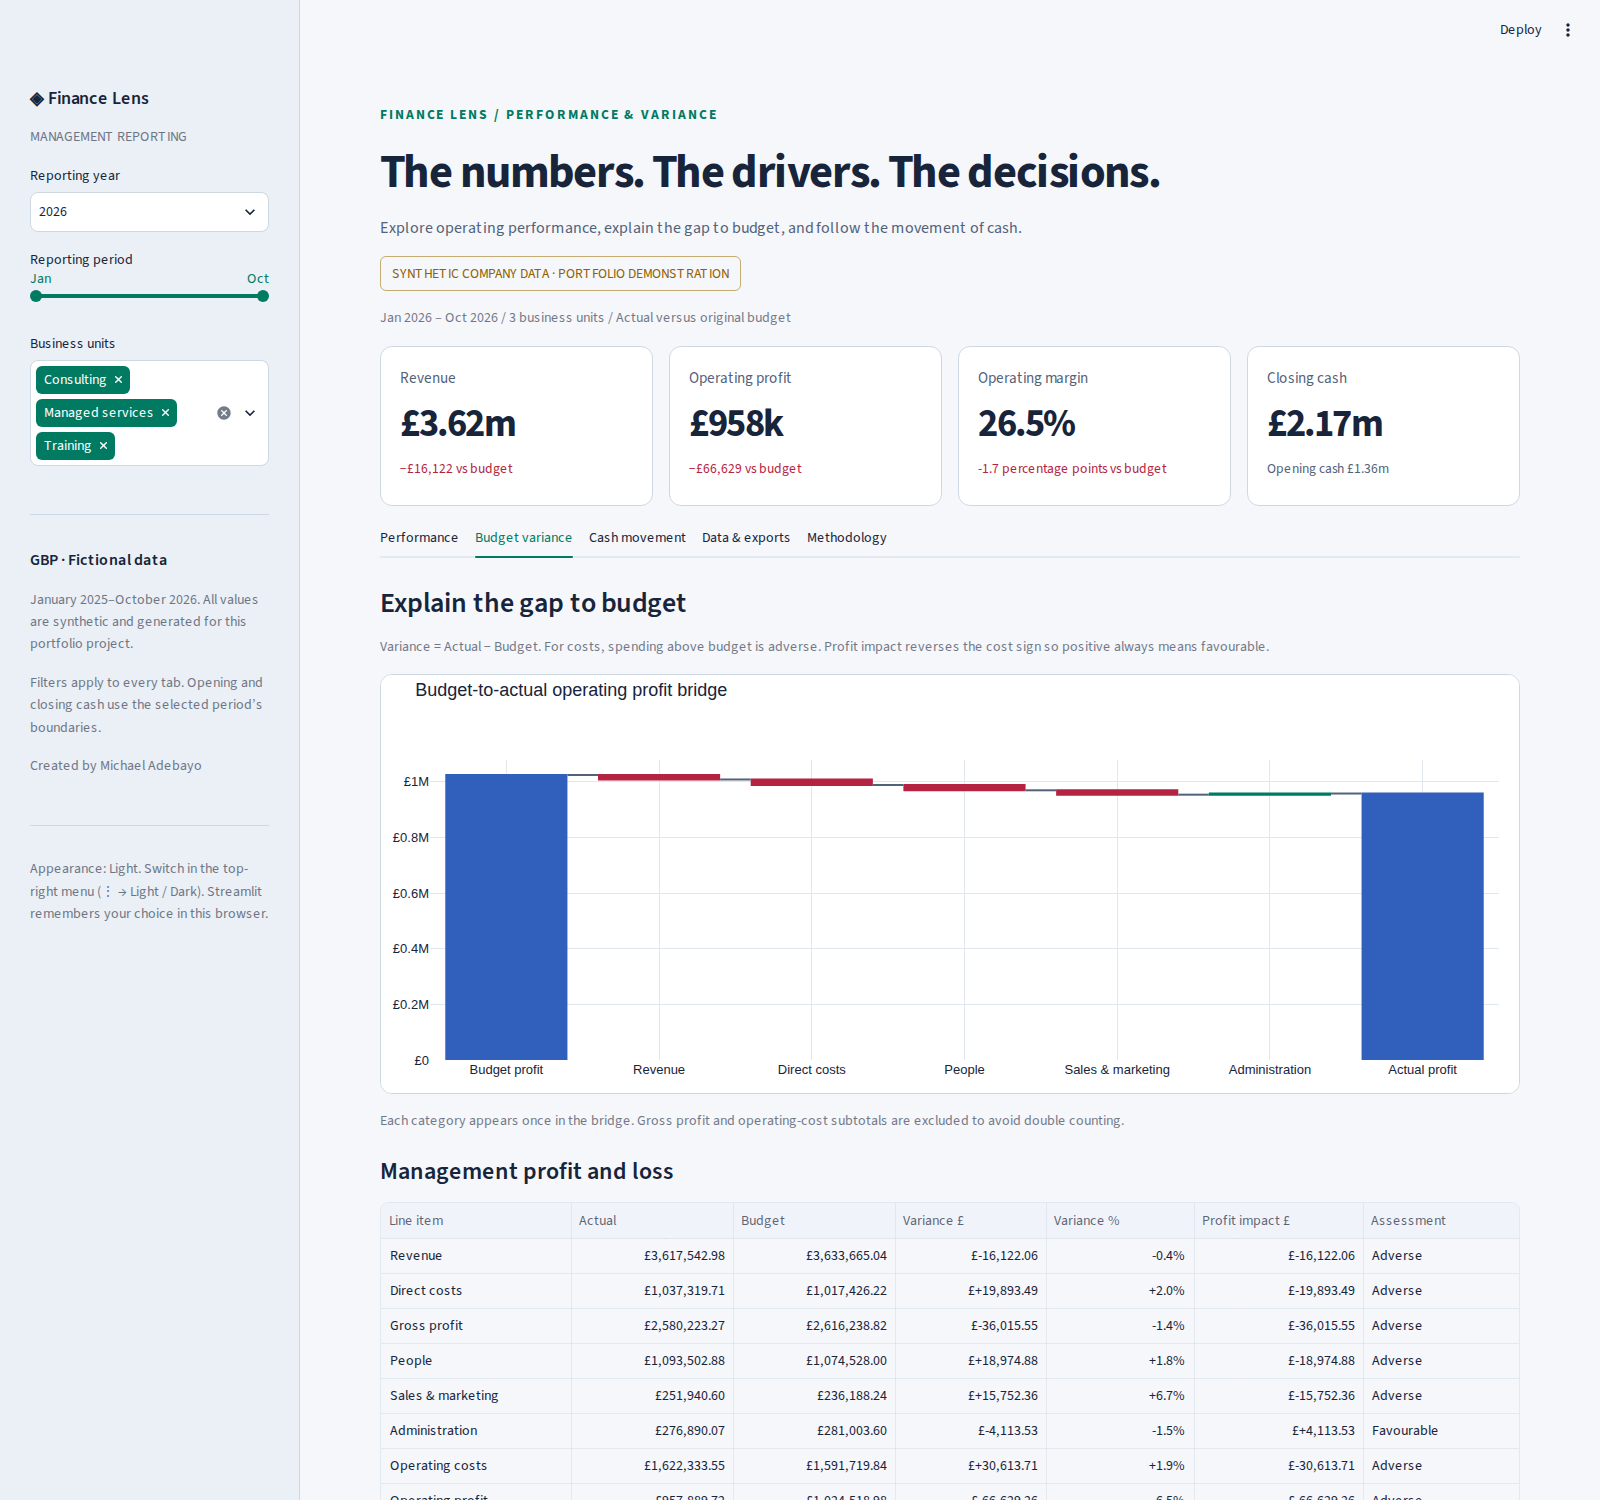 Deploy
◈ Finance Lens
MANAGEMENT REPORTING
Reporting year
2026
Reporting period
Jan Oct
Business units
Consulting ×
Managed services ×
Training ×
GBP · Fictional data
January 2025–October 2026. All values
are synthetic and generated for this
portfolio project.
Filters apply to every tab. Opening and
closing cash use the selected period's
boundaries.
Created by Michael Adebayo
Appearance: Light. Switch in the top-
right menu (⋮ → Light / Dark). Streamlit
remembers your choice in this browser.
FINANCE LENS / PERFORMANCE & VARIANCE
The numbers. The drivers. The decisions.
Explore operating performance, explain the gap to budget, and follow the movement of cash.
SYNTHETIC COMPANY DATA · PORTFOLIO DEMONSTRATION
Jan 2026 – Oct 2026 / 3 business units / Actual versus original budget
Revenue
£3.62m
−£16,122 vs budget
Operating profit
£958k
−£66,629 vs budget
Operating margin
26.5%
-1.7 percentage points vs budget
Closing cash
£2.17m
Opening cash £1.36m
Performance Budget variance Cash movement Data & exports Methodology
Explain the gap to budget
Variance = Actual − Budget. For costs, spending above budget is adverse. Profit impact reverses the cost sign so positive always means favourable.
Budget-to-actual operating profit bridge
£1M
£0.8M
£0.6M
£0.4M
£0.2M
£0
Budget profit Revenue Direct costs People Sales & marketing Administration Actual profit
Each category appears once in the bridge. Gross profit and operating-cost subtotals are excluded to avoid double counting.
Management profit and loss
Line item Actual Budget Variance £ Variance % Profit impact £ Assessment
Revenue £3,617,542.98 £3,633,665.04 £-16,122.06 -0.4% £-16,122.06 Adverse
Direct costs £1,037,319.71 £1,017,426.22 £+19,893.49 +2.0% £-19,893.49 Adverse
Gross profit £2,580,223.27 £2,616,238.82 £-36,015.55 -1.4% £-36,015.55 Adverse
People £1,093,502.88 £1,074,528.00 £+18,974.88 +1.8% £-18,974.88 Adverse
Sales & marketing £251,940.60 £236,188.24 £+15,752.36 +6.7% £-15,752.36 Adverse
Administration £276,890.07 £281,003.60 £-4,113.53 -1.5% £+4,113.53 Favourable
Operating costs £1,622,333.55 £1,591,719.84 £+30,613.71 +1.9% £-30,613.71 Adverse
Operating profit £957,889.72 £1,024,518.98 £-66,629.26 -6.5% £-66,629.26 Adverse